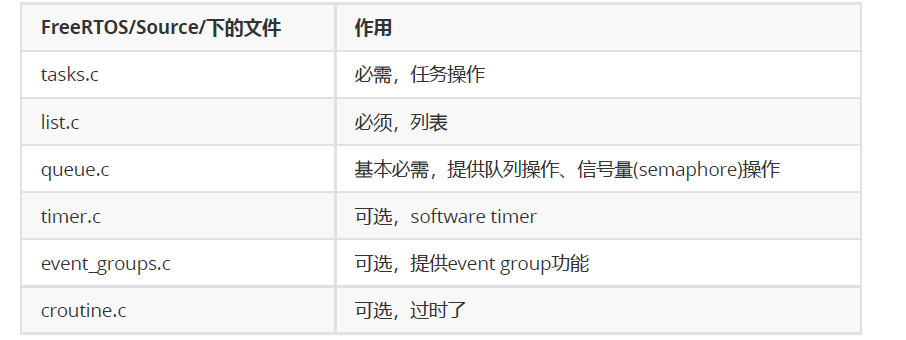 FreeRTOS/Source/下的文件 作用
tasks.c 必需，任务操作
list.c 必须，列表
queue.c 基本必需，提供队列操作、信号量(semaphore)操作
timer.c 可选，software timer
event_groups.c 可选，提供event group功能
croutine.c 可选，过时了